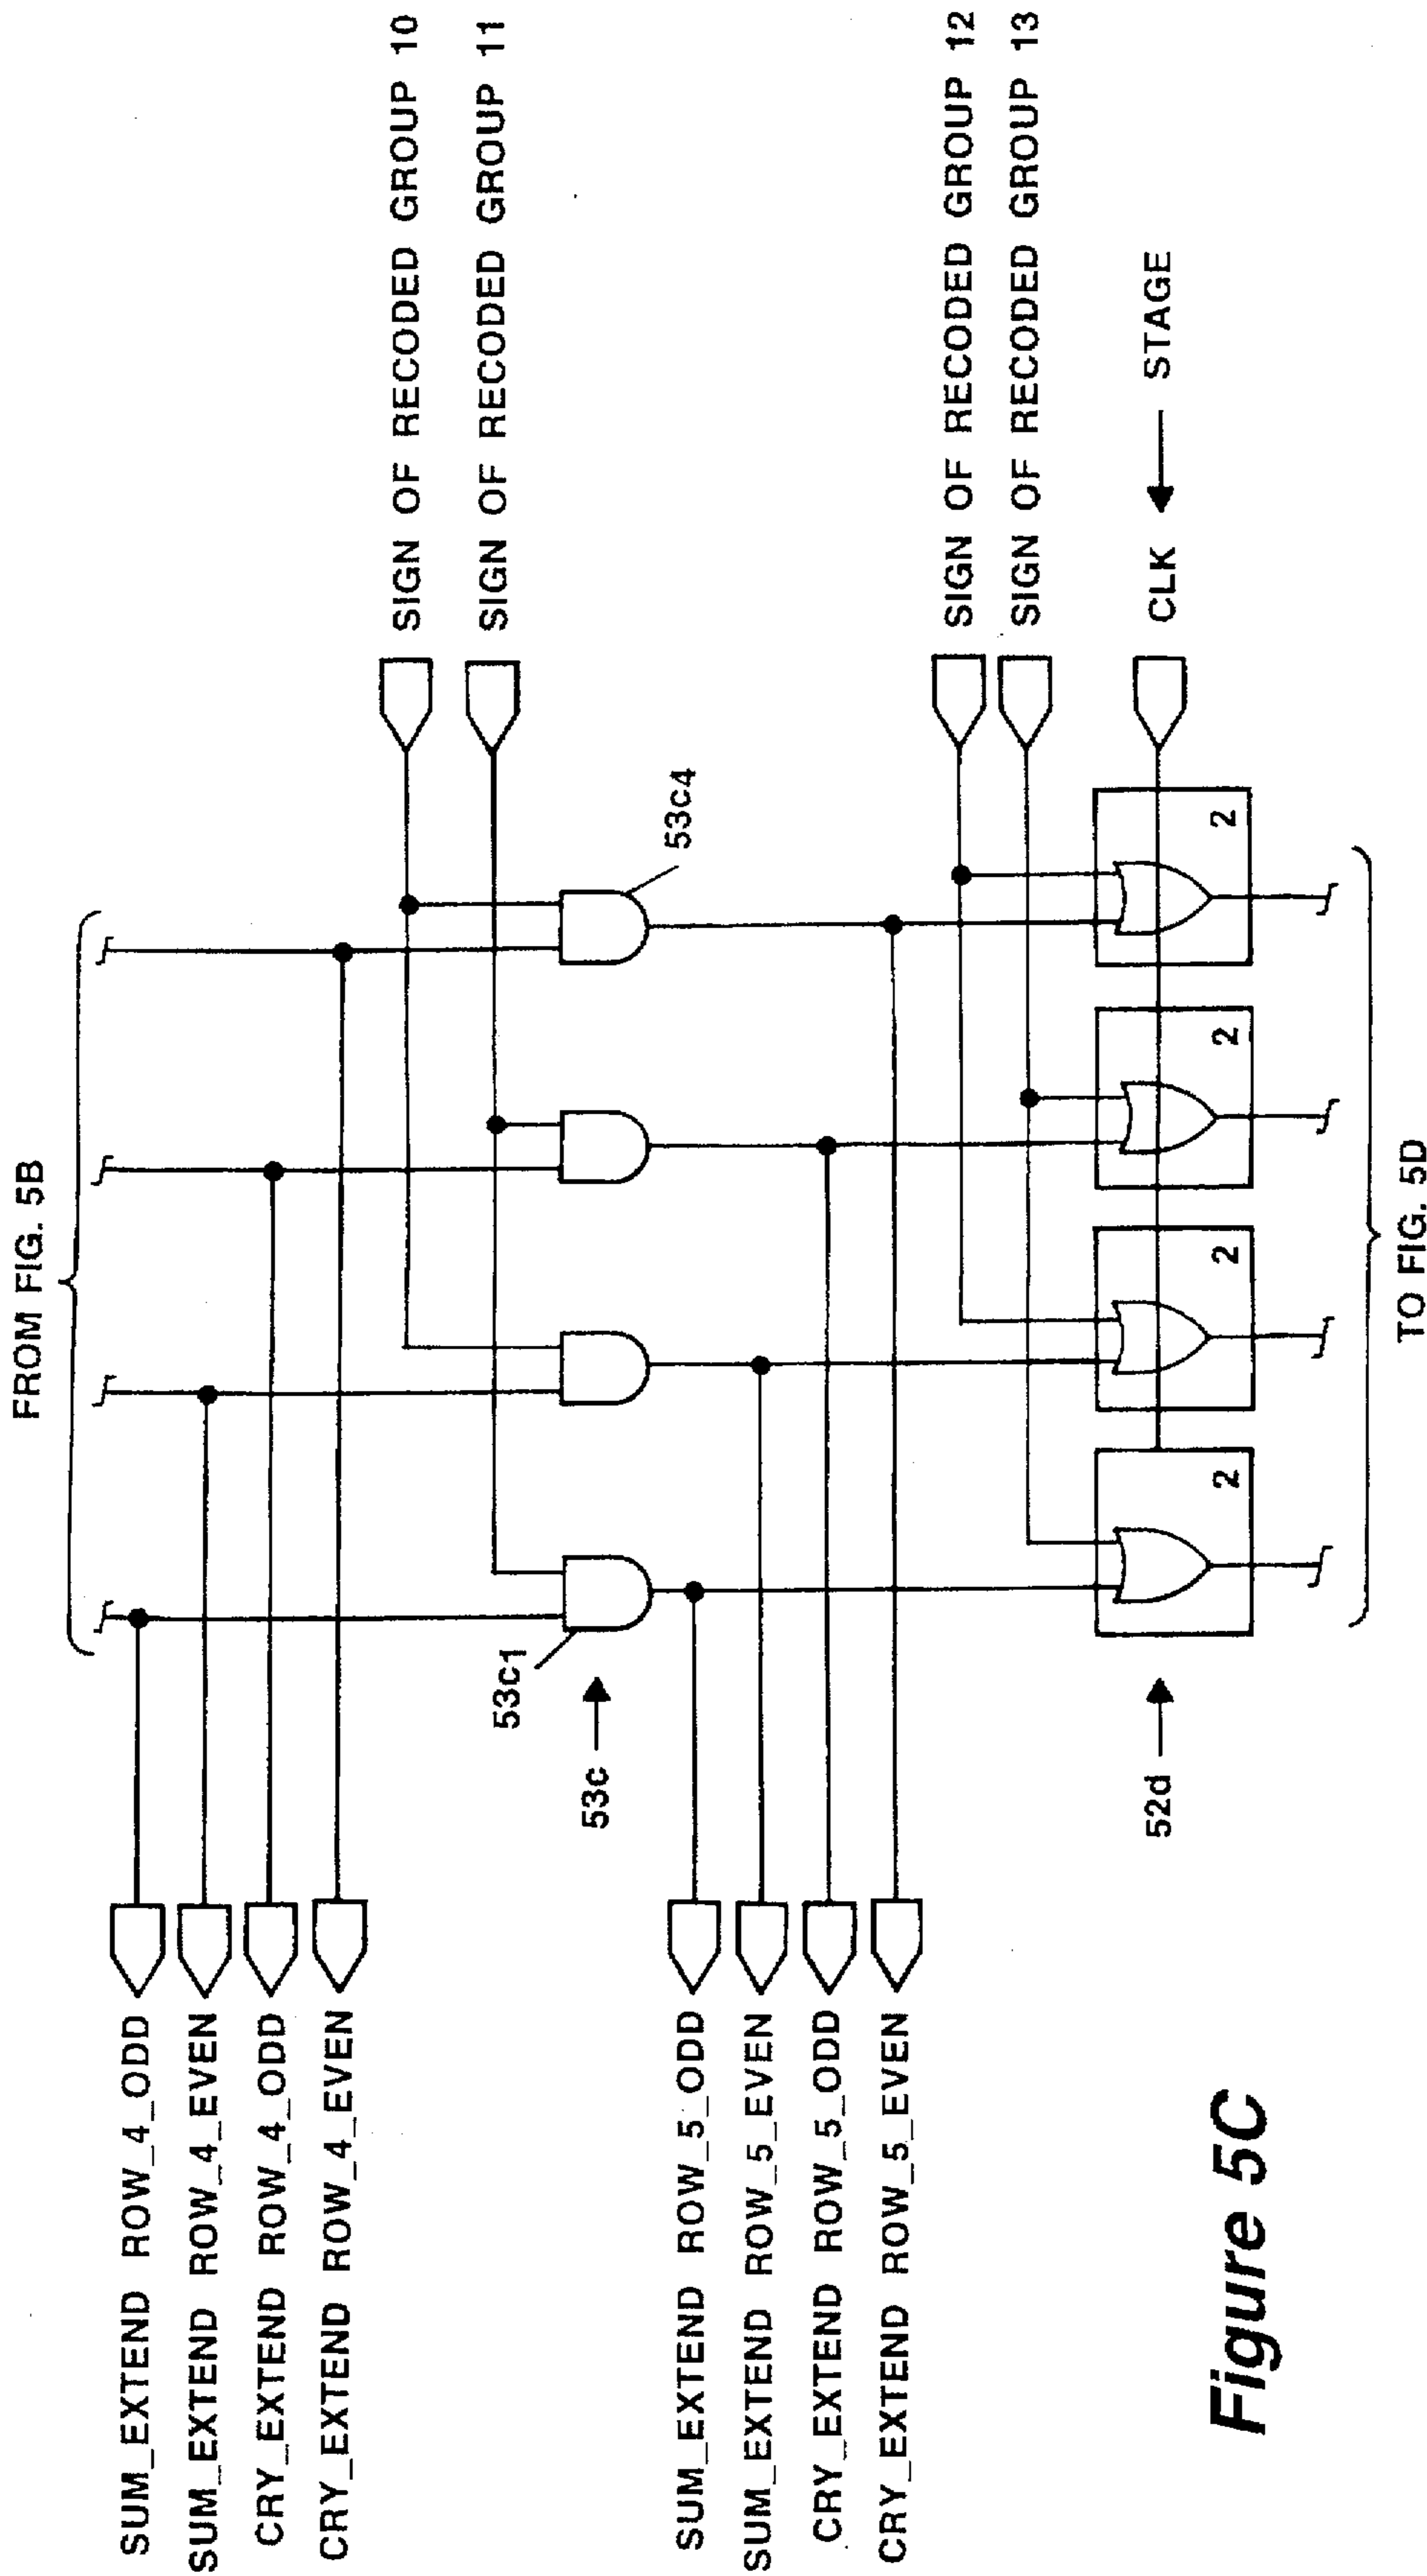 FROM FIG. 5B
SUM_EXTEND ROW_4_ODD
SUM_EXTEND ROW_4_EVEN
CRY_EXTEND ROW_4_ODD
CRY_EXTEND ROW_4_EVEN
SIGN OF RECODED GROUP 10
SIGN OF RECODED GROUP 11
53c1
53c4
53c
SUM_EXTEND ROW_5_ODD
SUM_EXTEND ROW_5_EVEN
CRY_EXTEND ROW_5_ODD
CRY_EXTEND ROW_5_EVEN
SIGN OF RECODED GROUP 12
SIGN OF RECODED GROUP 13
52d
2
2
2
2
CLK
STAGE
TO FIG. 5D
Figure 5C